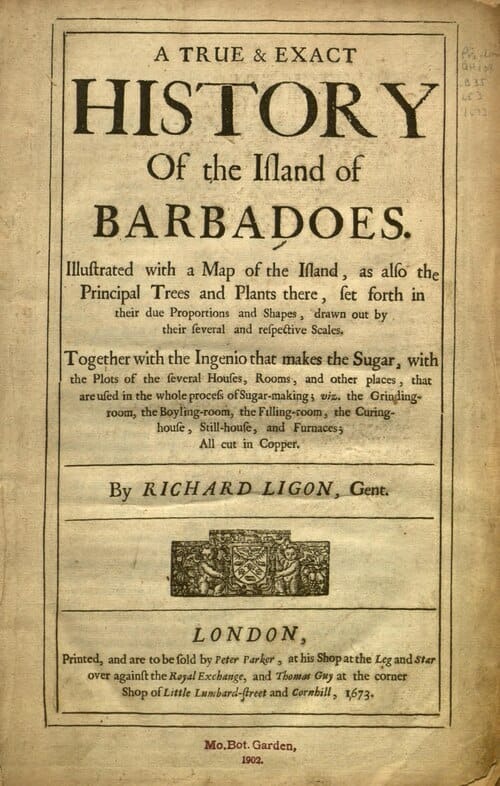 A TRUE & EXACT
HISTORY
Of the Iſland of
BARBADOES.
Illuſtrated with a Map of the Iſland, as alſo the
Principal Trees and Plants there, ſet forth in
their due Proportions and Shapes, drawn out by
their ſeveral and reſpective Scales.
Together with the Ingenio that makes the Sugar, with
the Plots of the ſeveral Houſes, Rooms, and other places, that
are uſed in the whole proceſs of Sugar-making; viz. the Grinding-
room, the Boyling-room, the Filling-room, the Curing-
houſe, Still-houſe, and Furnaces;
All cut in Copper.
By RICHARD LIGON, Gent.
LONDON,
Printed, and are to be ſold by Peter Parker, at his Shop at the Leg and Star
over againſt the Royal Exchange, and Thomas Guy at the corner
Shop of Little Lumbard-ſtreet and Cornhill, 1673.
Mo. Bot. Garden,
1902.